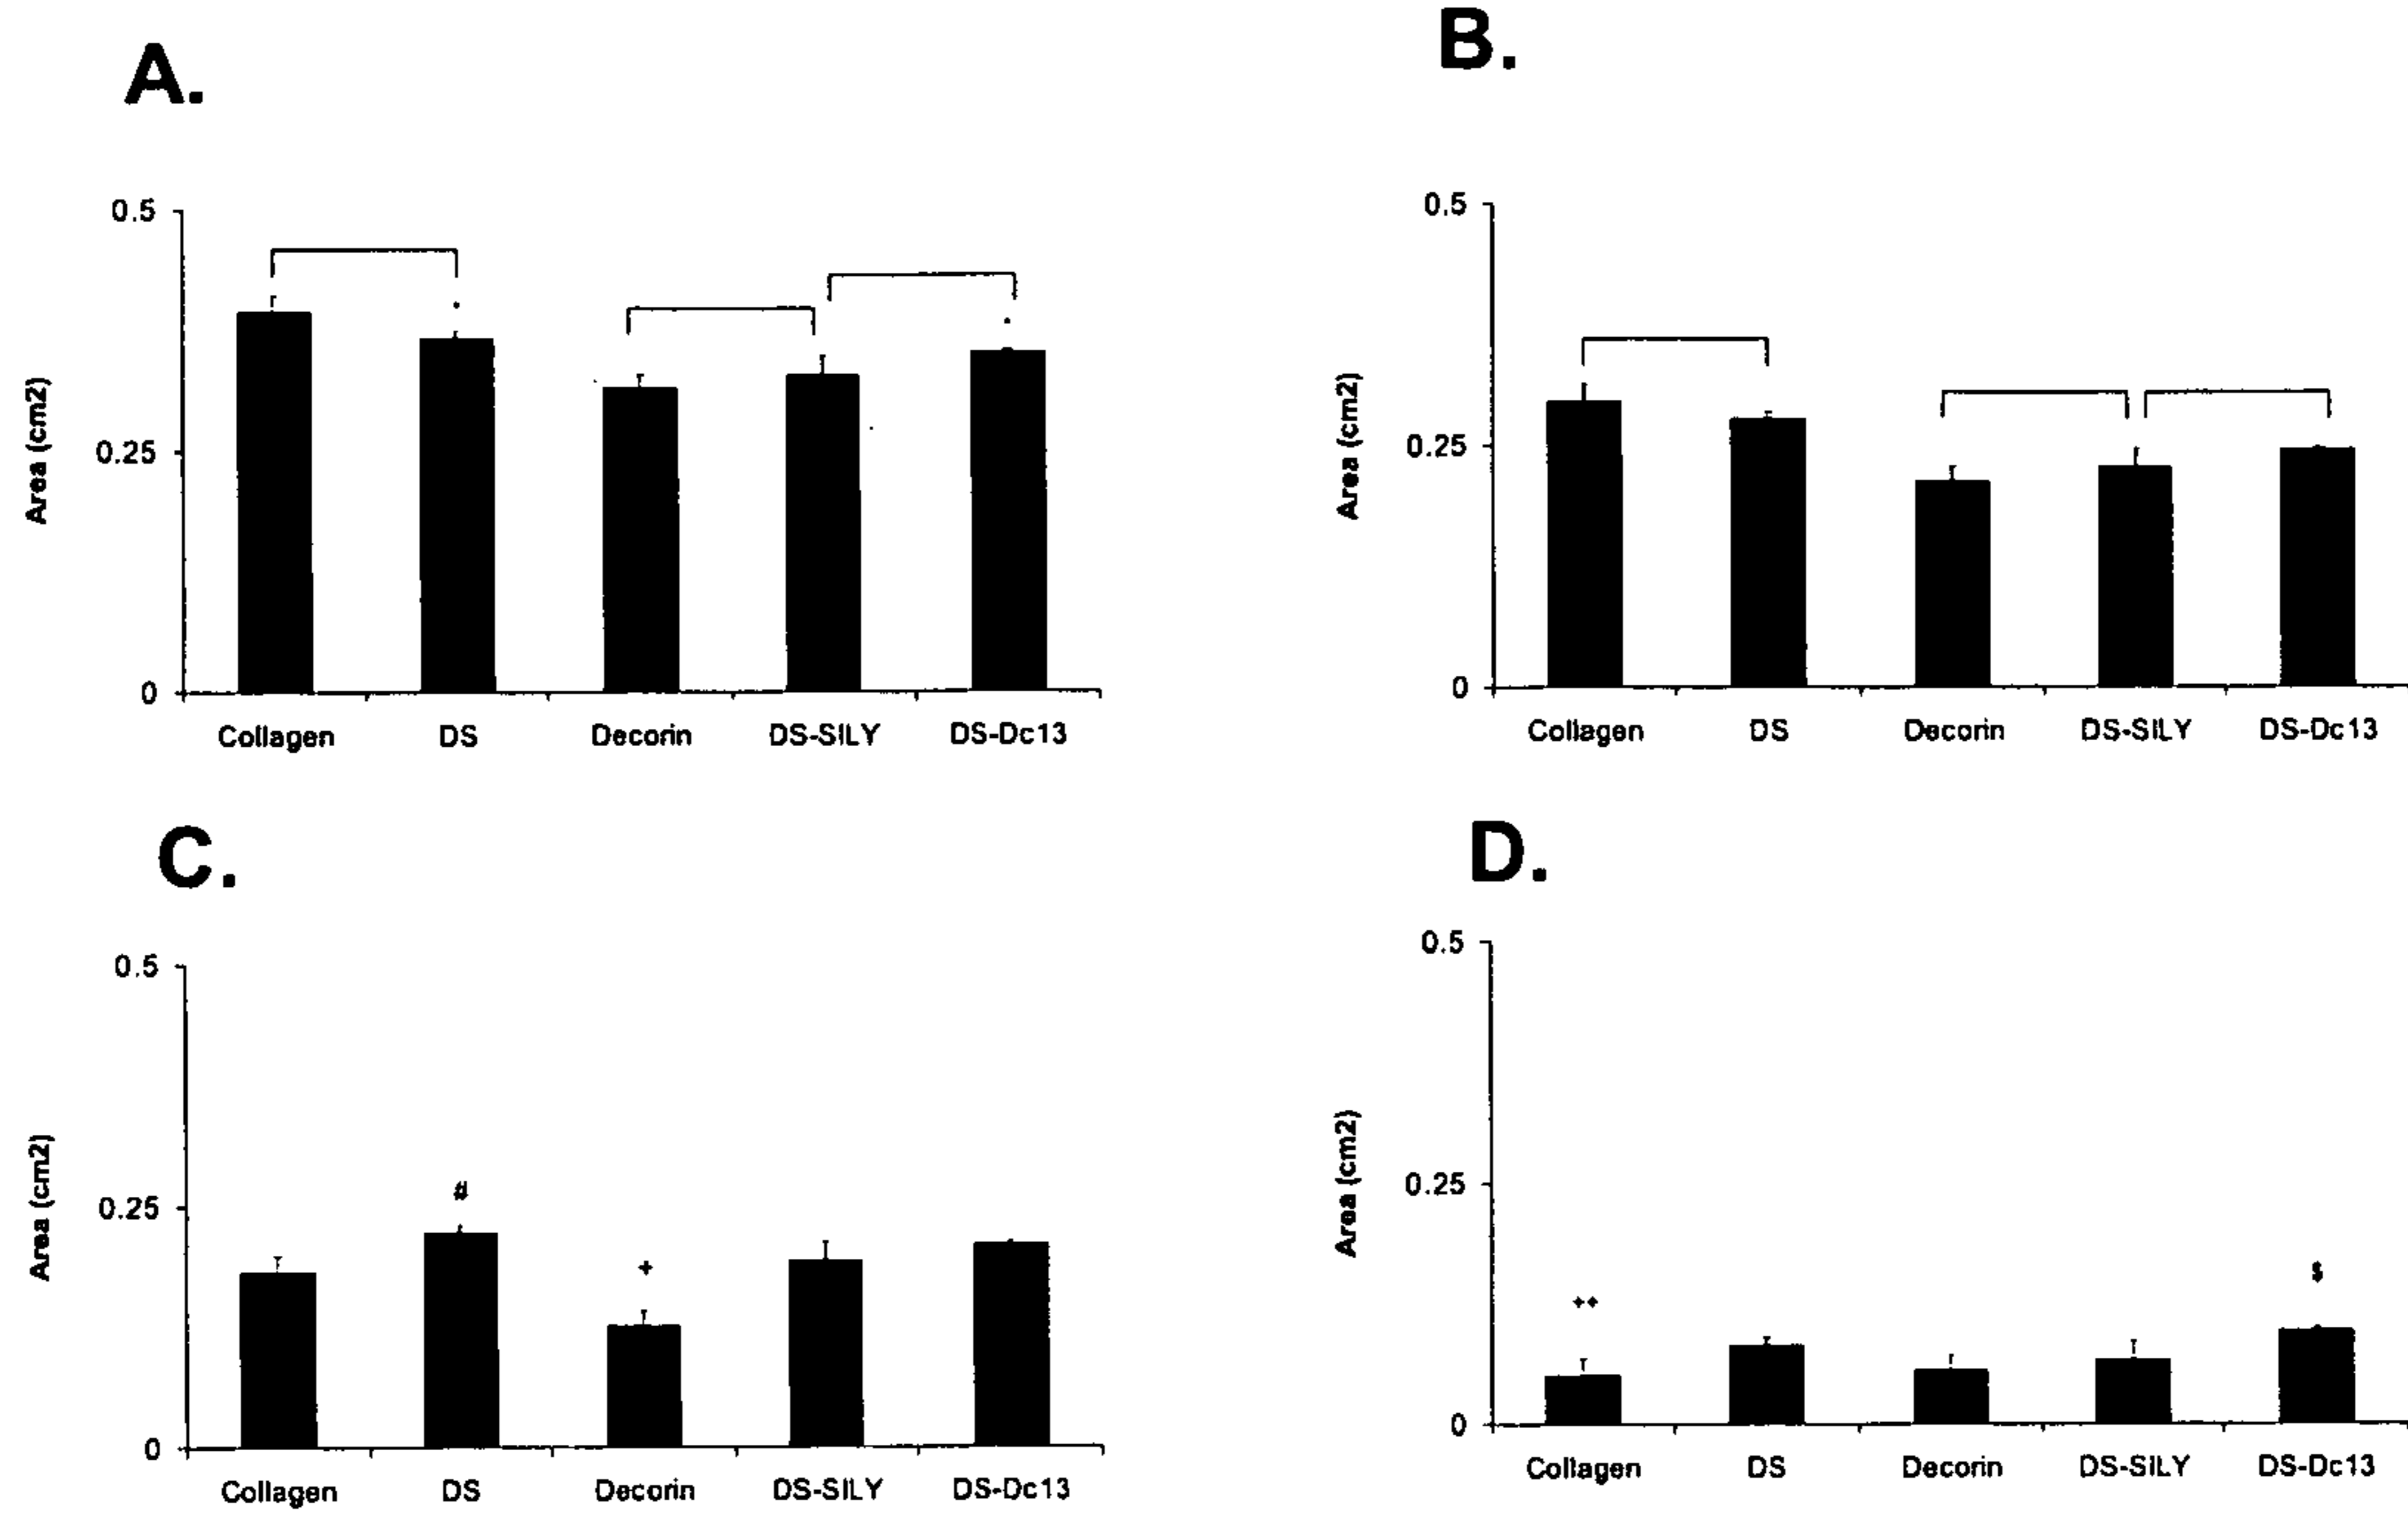 A.
0.5
0.25
0
Area (cm2)
Collagen DS Decorin DS-SILY DS-Dc13
B.
0.5
0.25
0
Area (cm2)
Collagen DS Decorin DS-SILY DS-Dc13
C.
0.5
0.25
0
Area (cm2)
#
+
Collagen DS Decorin DS-SILY DS-Dc13
D.
0.5
0.25
0
Area (cm2)
++
$
Collagen DS Decorin DS-SILY DS-Dc13